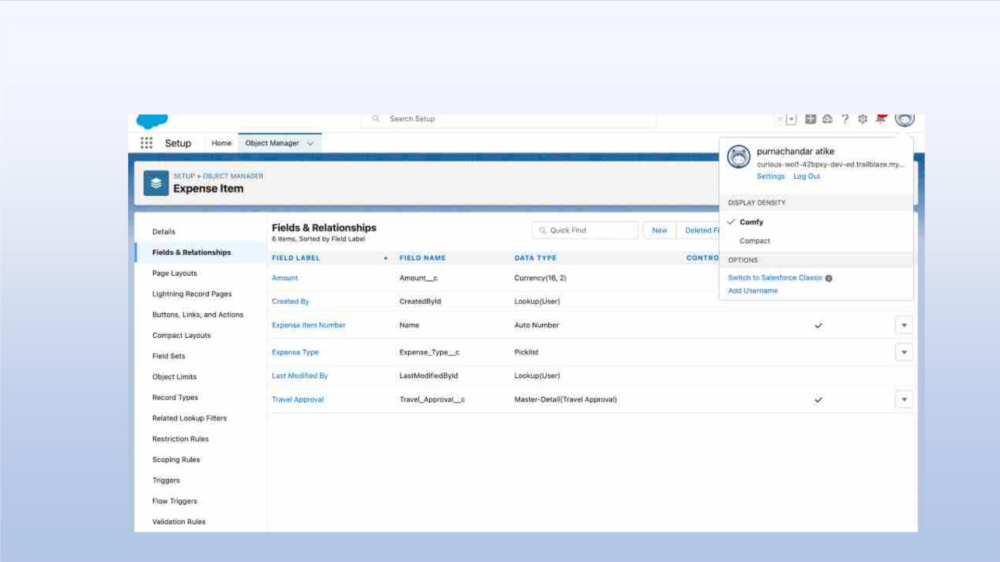 Search Setup
Setup
Home
Object Manager
purnachandar atike
curious-wolf-42bpxy-dev-ed.trailblaze.my...
Settings Log Out
SETUP > OBJECT MANAGER
Expense Item
DISPLAY DENSITY
Comfy
Compact
OPTIONS
Switch to Salesforce Classic
Add Username
Details
Fields & Relationships
Page Layouts
Lightning Record Pages
Buttons, Links, and Actions
Compact Layouts
Field Sets
Object Limits
Record Types
Related Lookup Filters
Restriction Rules
Scoping Rules
Triggers
Flow Triggers
Validation Rules
Fields & Relationships
6 Items, Sorted by Field Label
Quick Find
New
Deleted Fi
FIELD LABEL FIELD NAME DATA TYPE CONTRO
Amount Amount__c Currency(16, 2)
Created By CreatedById Lookup(User)
Expense Item Number Name Auto Number
Expense Type Expense_Type__c Picklist
Last Modified By LastModifiedById Lookup(User)
Travel Approval Travel_Approval__c Master-Detail(Travel Approval)